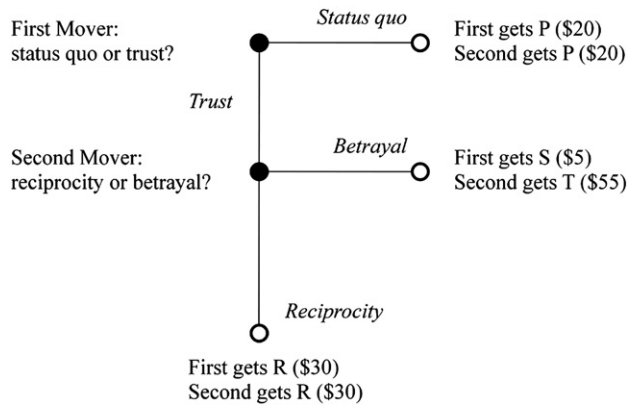 First Mover:
status quo or trust?
Status quo
First gets P ($20)
Second gets P ($20)
Trust
Second Mover:
reciprocity or betrayal?
Betrayal
First gets S ($5)
Second gets T ($55)
Reciprocity
First gets R ($30)
Second gets R ($30)